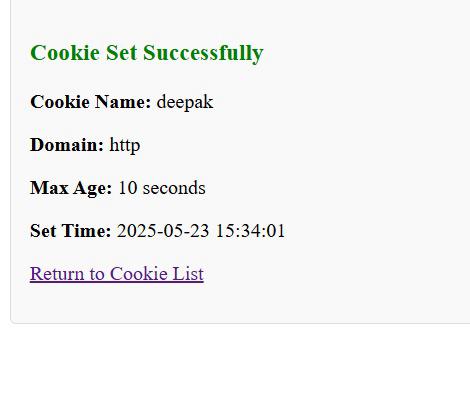 Cookie Set Successfully
Cookie Name: deepak
Domain: http
Max Age: 10 seconds
Set Time: 2025-05-23 15:34:01
Return to Cookie List